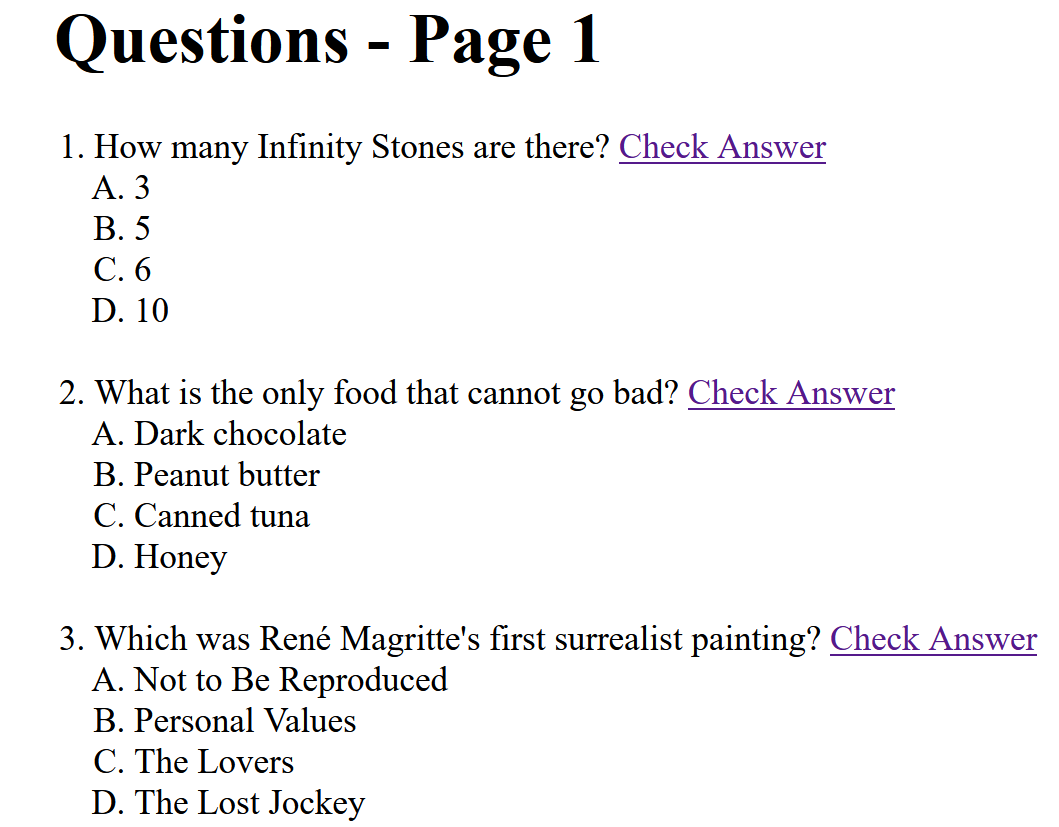 Questions - Page 1
1. How many Infinity Stones are there? Check Answer
A. 3
B. 5
C. 6
D. 10
2. What is the only food that cannot go bad? Check Answer
A. Dark chocolate
B. Peanut butter
C. Canned tuna
D. Honey
3. Which was René Magritte's first surrealist painting? Check Answer
A. Not to Be Reproduced
B. Personal Values
C. The Lovers
D. The Lost Jockey